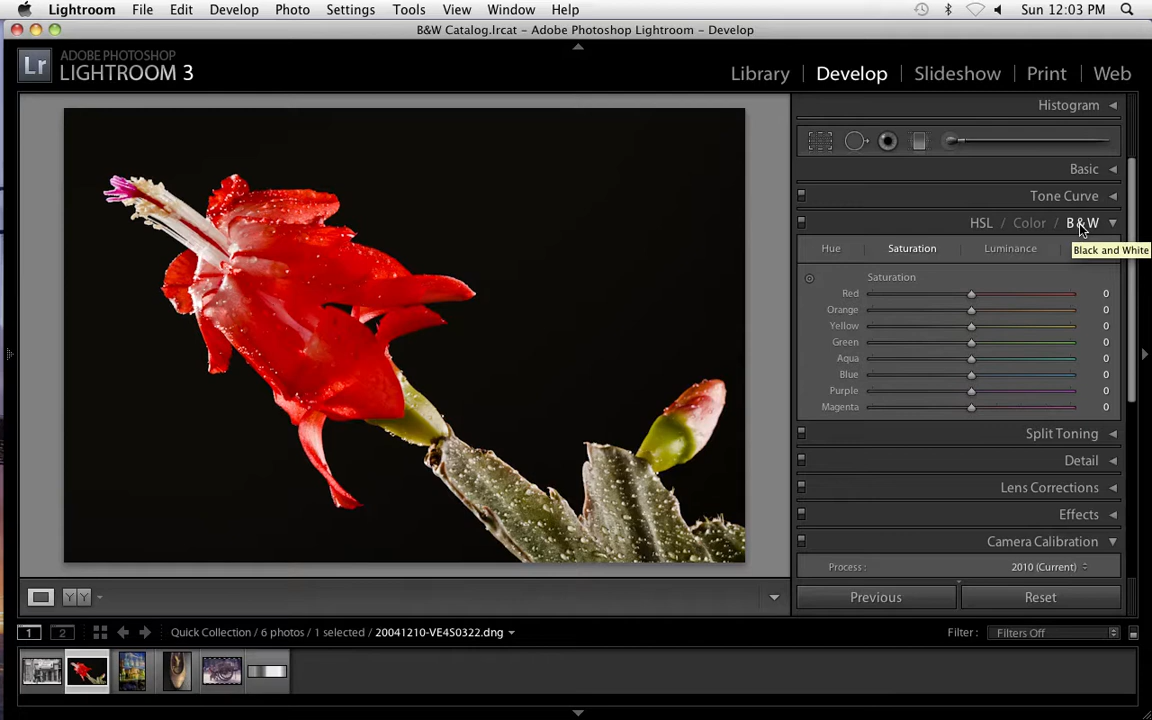 Lightroom File Edit Develop Photo Settings Tools View Window Help Sun 12:03 PM
B&W Catalog.lrcat - Adobe Photoshop Lightroom - Develop
Lr
ADOBE PHOTOSHOP
LIGHTROOM 3
Library Develop Slideshow Print Web
Histogram
Basic
Tone Curve
HSL / Color / B&W
Hue Saturation Luminance
Black and White
Saturation
Red 0
Orange 0
Yellow 0
Green 0
Aqua 0
Blue 0
Purple 0
Magenta 0
Split Toning
Detail
Lens Corrections
Effects
Camera Calibration
Process: 2010 (Current)
Previous Reset
YY
1 2 Quick Collection / 6 photos / 1 selected / 20041210-VE4S0322.dng Filter: Filters Off